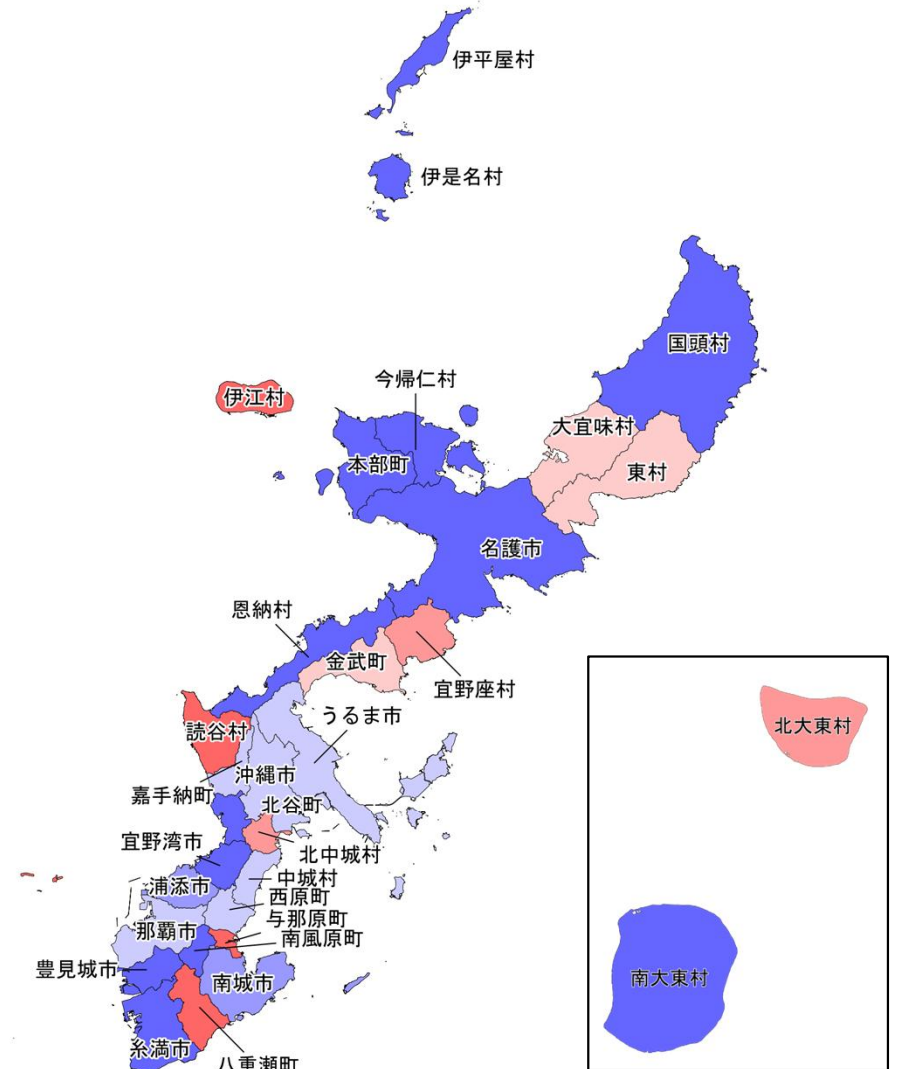 伊平屋村
伊是名村
国頭村
今帰仁村
伊江村
大宜味村
本部町
東村
名護市
恩納村
金武町
宜野座村
うるま市
読谷村
北大東村
沖縄市
嘉手納町
北谷町
宜野湾市
北中城村
中城村
浦添市
西原町
与那原町
那覇市
南風原町
豊見城市
南城市
南大東村
糸満市
八重瀬町